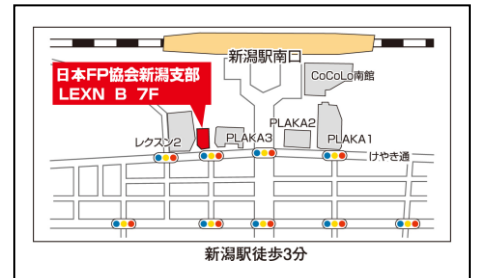 新潟駅南口
日本FP協会新潟支部
LEXN B 7F
CoCoLo南館
レクスン2
PLAKA3
PLAKA2
PLAKA1
けやき通
新潟駅徒歩3分